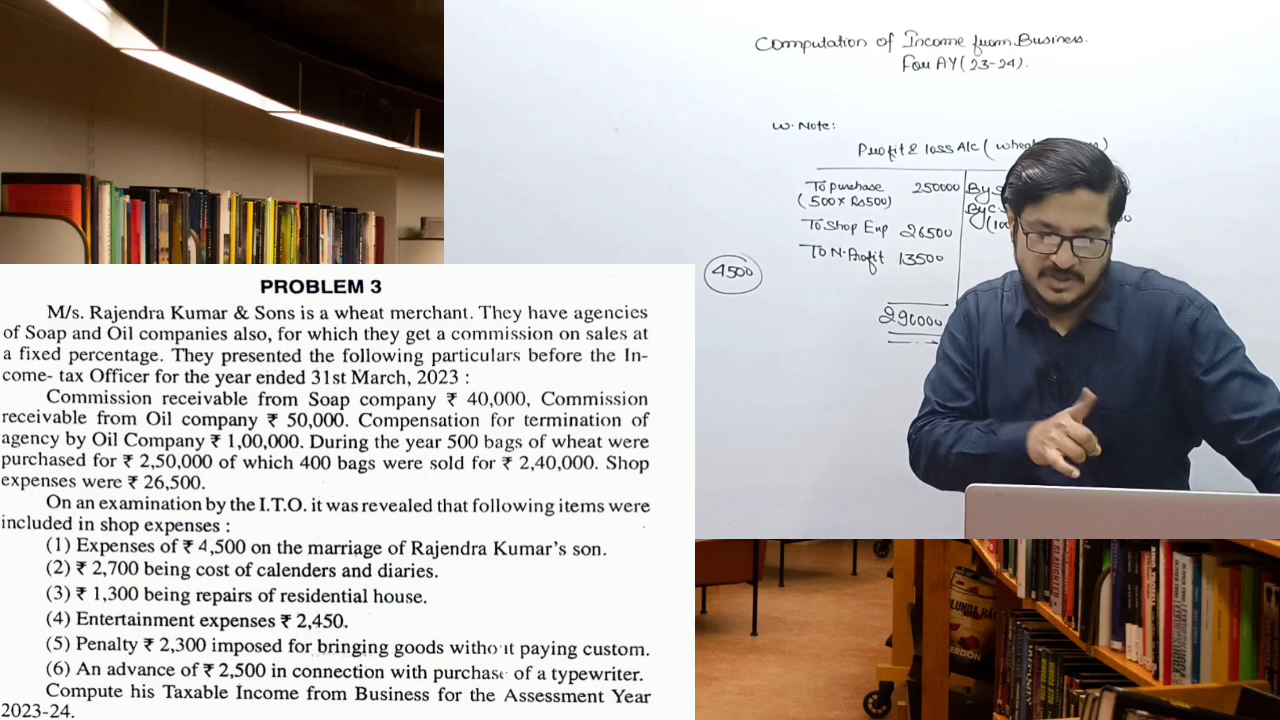 Computation of Income from Business.
For AY (23-24).
W. Note:
Profit & loss A/c (
To purchase 250000 By
(500 x Rs500)
To Shop Exp 26500
To N. Profit 13500
4500
290000
PROBLEM 3
M/s. Rajendra Kumar & Sons is a wheat merchant. They have agencies
of Soap and Oil companies also, for which they get a commission on sales at
a fixed percentage. They presented the following particulars before the In-
come- tax Officer for the year ended 31st March, 2023 :
Commission receivable from Soap company ₹ 40,000, Commission
receivable from Oil company ₹ 50,000. Compensation for termination of
agency by Oil Company ₹ 1,00,000. During the year 500 bags of wheat were
purchased for ₹ 2,50,000 of which 400 bags were sold for ₹ 2,40,000. Shop
expenses were ₹ 26,500.
On an examination by the I.T.O. it was revealed that following items were
included in shop expenses :
(1) Expenses of ₹ 4,500 on the marriage of Rajendra Kumar's son.
(2) ₹ 2,700 being cost of calenders and diaries.
(3) ₹ 1,300 being repairs of residential house.
(4) Entertainment expenses ₹ 2,450.
(5) Penalty ₹ 2,300 imposed for bringing goods without paying custom.
(6) An advance of ₹ 2,500 in connection with purchase of a typewriter.
Compute his Taxable Income from Business for the Assessment Year
2023-24.